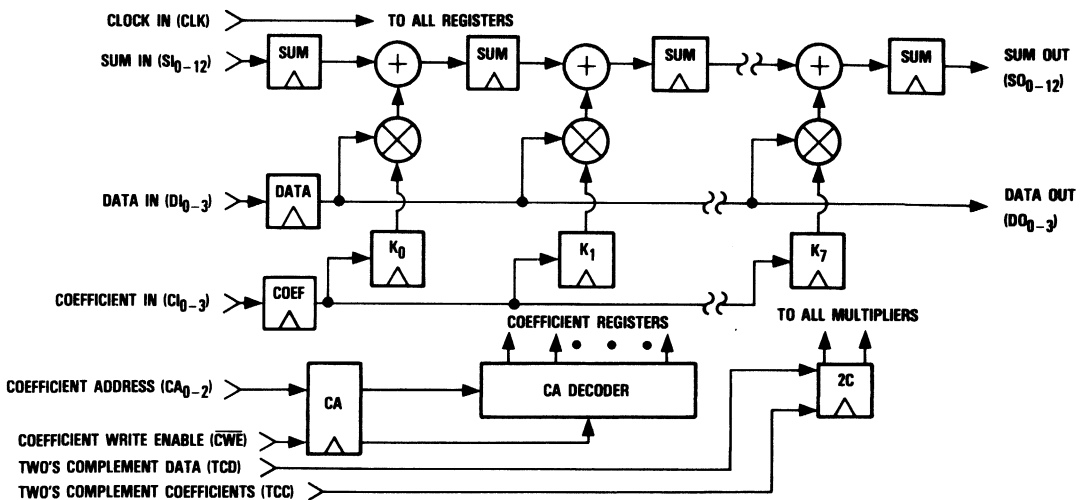 CLOCK IN (CLK)
TO ALL REGISTERS
SUM IN (SI0–12)
SUM
+
SUM
+
SUM
+
SUM
SUM OUT
(SO0–12)
DATA IN (DI0–3)
DATA
DATA OUT
(DO0–3)
K0
K1
K7
COEFFICIENT IN (CI0–3)
COEF
COEFFICIENT REGISTERS
TO ALL MULTIPLIERS
COEFFICIENT ADDRESS (CA0–2)
CA
CA DECODER
2C
COEFFICIENT WRITE ENABLE (C̅W̅E̅)
TWO'S COMPLEMENT DATA (TCD)
TWO'S COMPLEMENT COEFFICIENTS (TCC)